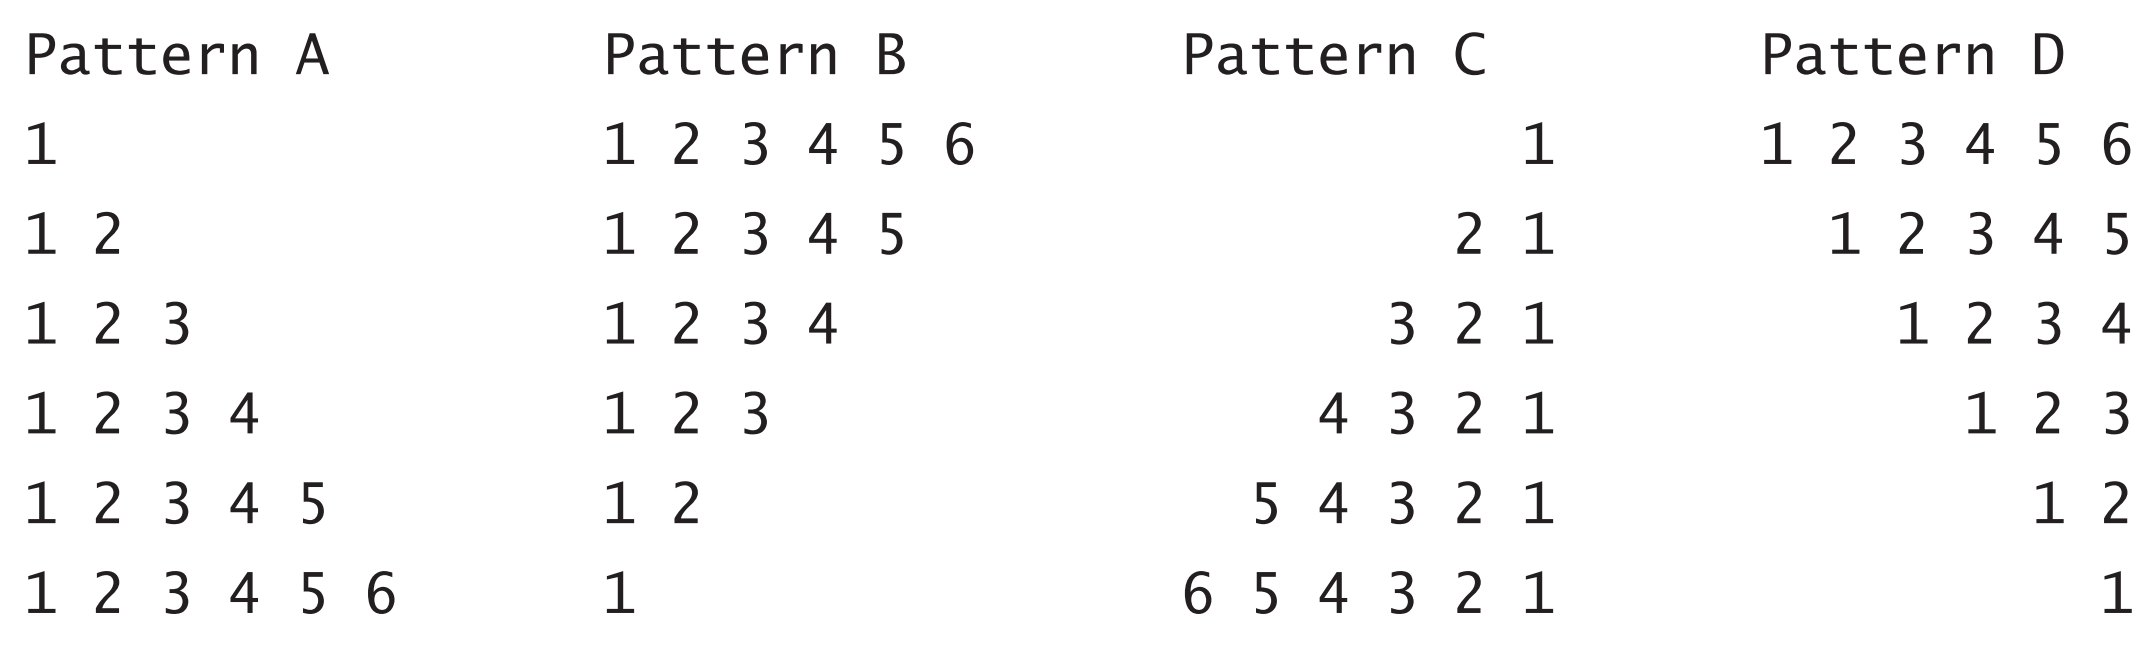 Pattern A        Pattern B        Pattern C        Pattern D
1                1 2 3 4 5 6                1      1 2 3 4 5 6
1 2              1 2 3 4 5                2 1        1 2 3 4 5
1 2 3            1 2 3 4                3 2 1          1 2 3 4
1 2 3 4          1 2 3                4 3 2 1            1 2 3
1 2 3 4 5        1 2                5 4 3 2 1              1 2
1 2 3 4 5 6      1                6 5 4 3 2 1                1